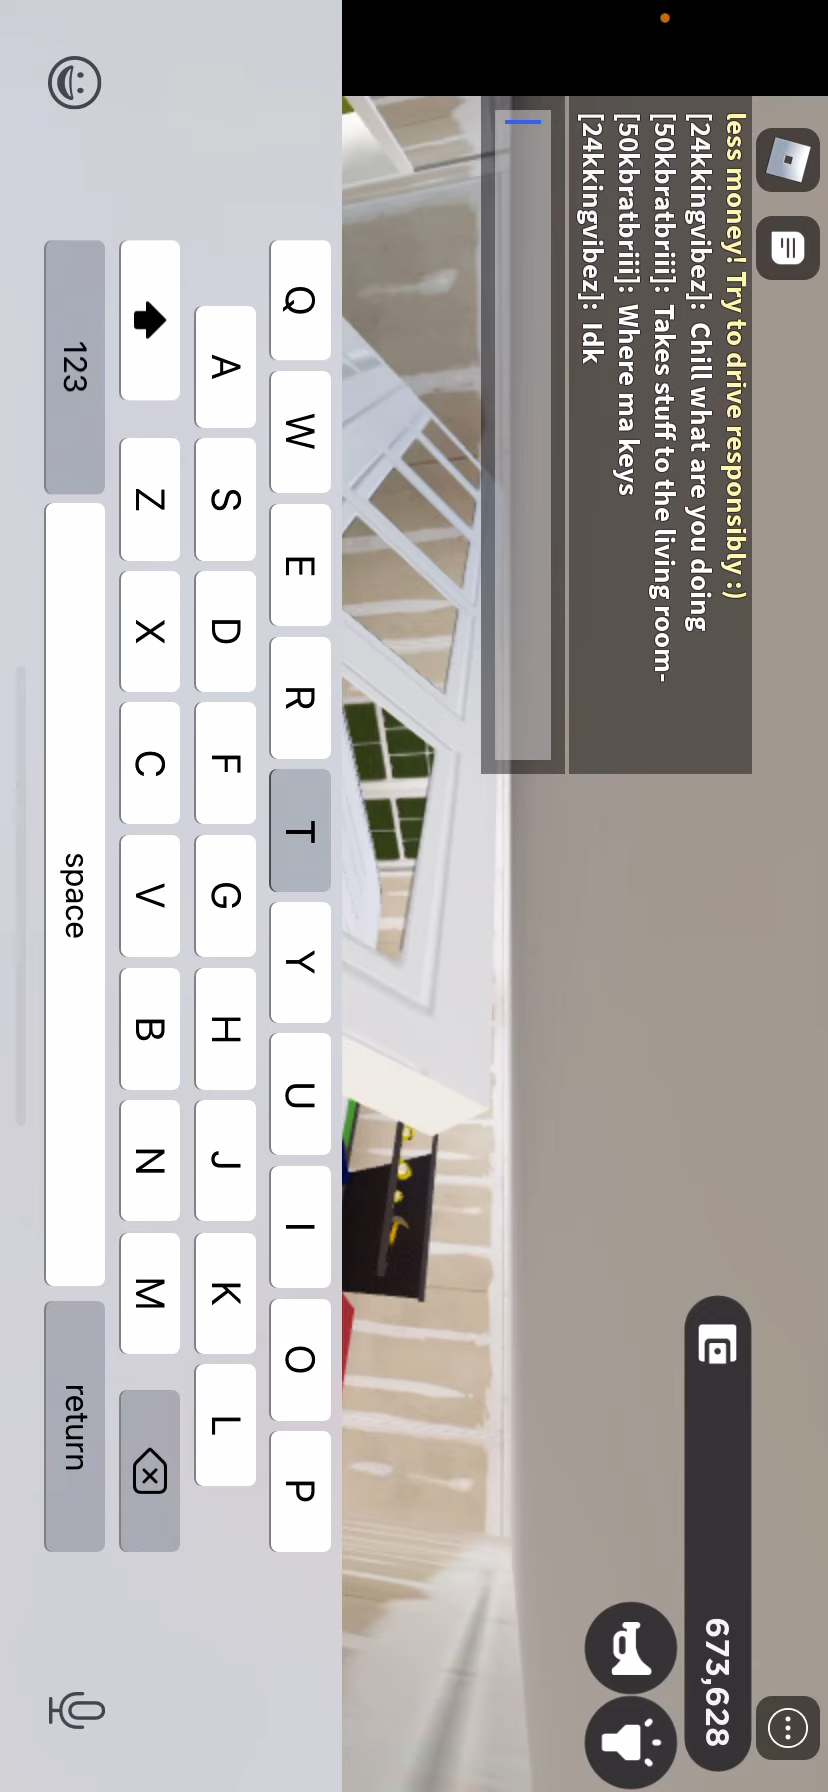 less money! Try to drive responsibly :)
[24kkingvibez]: Chill what are you doing
[50kbratbriii]: Takes stuff to the living room-
[50kbratbriii]: Where ma keys
[24kkingvibez]: Idk
673,628
Q W E R T Y U I O P
A S D F G H J K L
Z X C V B N M
123 space return